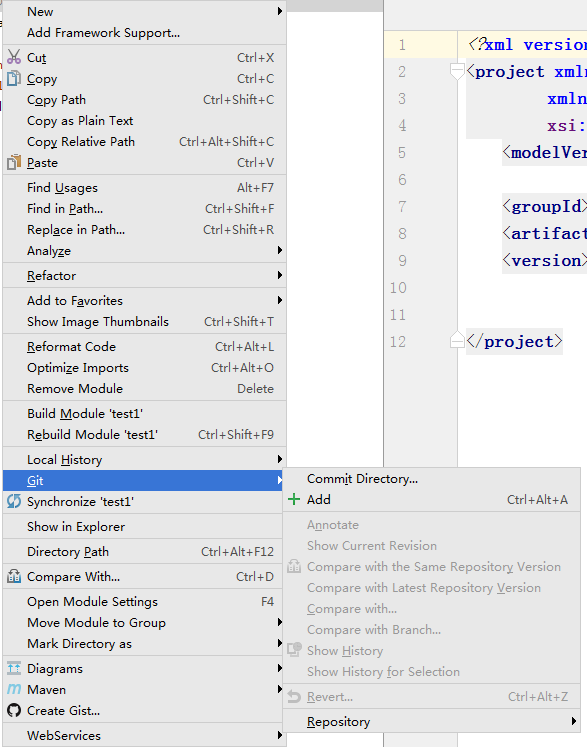 New
Add Framework Support...
Cut Ctrl+X
Copy Ctrl+C
Copy Path Ctrl+Shift+C
Copy as Plain Text
Copy Relative Path Ctrl+Alt+Shift+C
Paste Ctrl+V
Find Usages Alt+F7
Find in Path... Ctrl+Shift+F
Replace in Path... Ctrl+Shift+R
Analyze
Refactor
Add to Favorites
Show Image Thumbnails Ctrl+Shift+T
Reformat Code Ctrl+Alt+L
Optimize Imports Ctrl+Alt+O
Remove Module Delete
Build Module 'test1'
Rebuild Module 'test1' Ctrl+Shift+F9
Local History
Git
Synchronize 'test1'
Show in Explorer
Directory Path Ctrl+Alt+F12
Compare With... Ctrl+D
Open Module Settings F4
Move Module to Group
Mark Directory as
Diagrams
Maven
Create Gist...
WebServices
Commit Directory...
Add Ctrl+Alt+A
Annotate
Show Current Revision
Compare with the Same Repository Version
Compare with Latest Repository Version
Compare with...
Compare with Branch...
Show History
Show History for Selection
Revert... Ctrl+Alt+Z
Repository
1 <?xml version
2 <project xmln
3 xmln
4 xsi:
5 <modelVer
6
7 <groupId>
8 <artifact
9 <version>
10
11
12 </project>